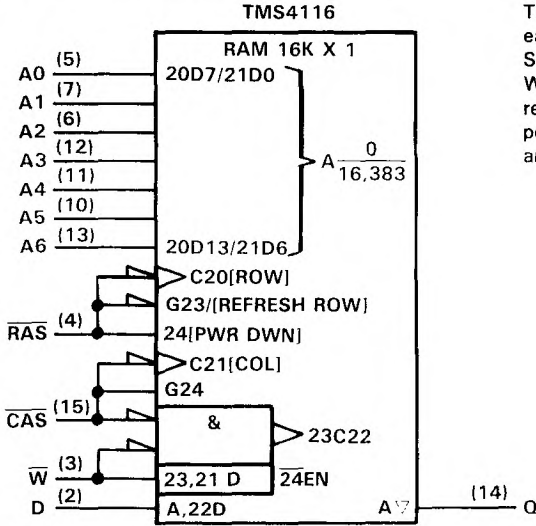 TMS4116
RAM 16K X 1
A0 (5) 20D7/21D0
A1 (7)
A2 (6)
A3 (12) A 0/16,383
A4 (11)
A5 (10)
A6 (13) 20D13/21D6
C20[ROW]
G23/[REFRESH ROW]
RAS (4) 24[PWR DWN]
C21[COL]
G24
CAS (15) & 23C22
W (3) 23,21 D 24EN
D (2) A,22D A▽ (14) Q